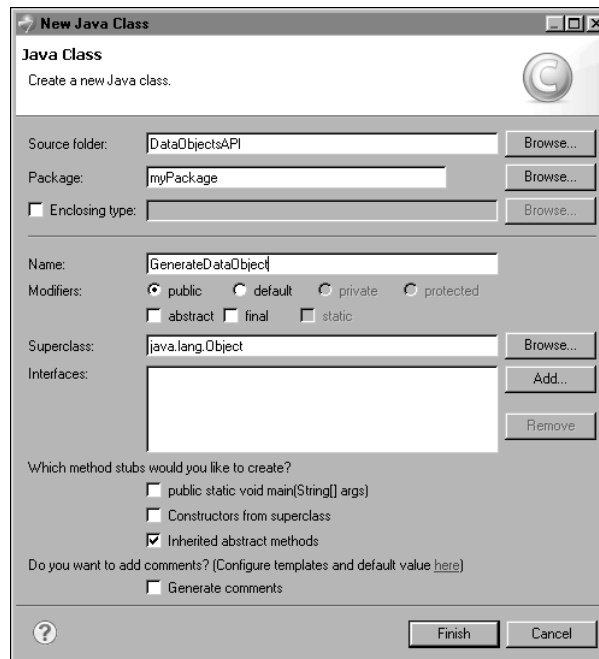 New Java Class
Java Class
Create a new Java class.
C
Source folder: DataObjectsAPI Browse...
Package: myPackage Browse...
Enclosing type: Browse...
Name: GenerateDataObject
Modifiers: public default private protected
abstract final static
Superclass: java.lang.Object Browse...
Interfaces: Add...
Remove
Which method stubs would you like to create?
public static void main(String[] args)
Constructors from superclass
Inherited abstract methods
Do you want to add comments? (Configure templates and default value here)
Generate comments
? Finish Cancel